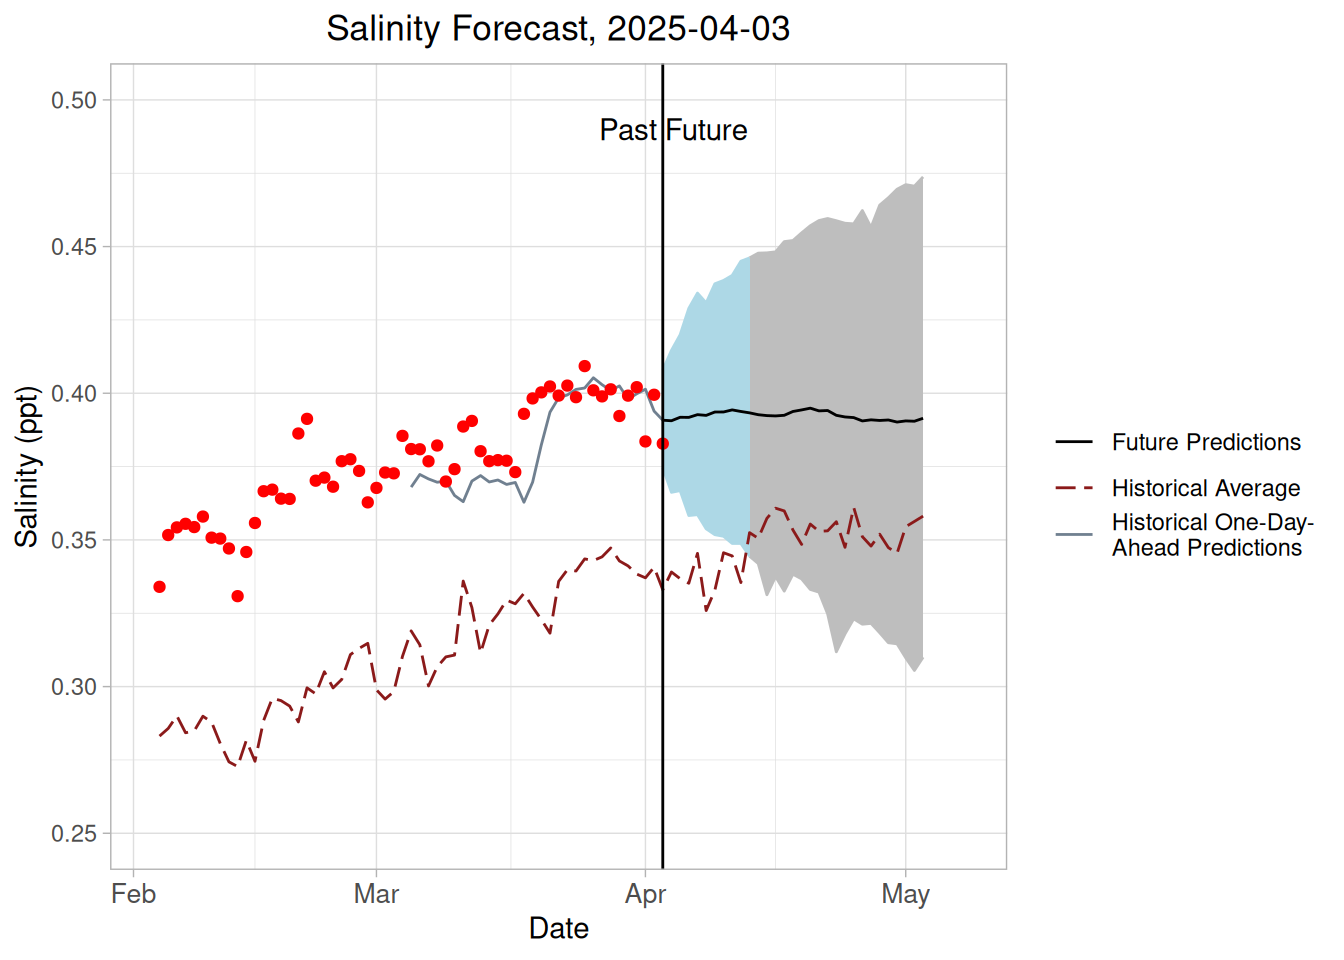 Salinity Forecast, 2025-04-03
0.50
0.45
0.40
0.35
0.30
0.25
Salinity (ppt)
Past Future
Feb Mar Apr May
Date
Future Predictions
Historical Average
Historical One-Day-
Ahead Predictions